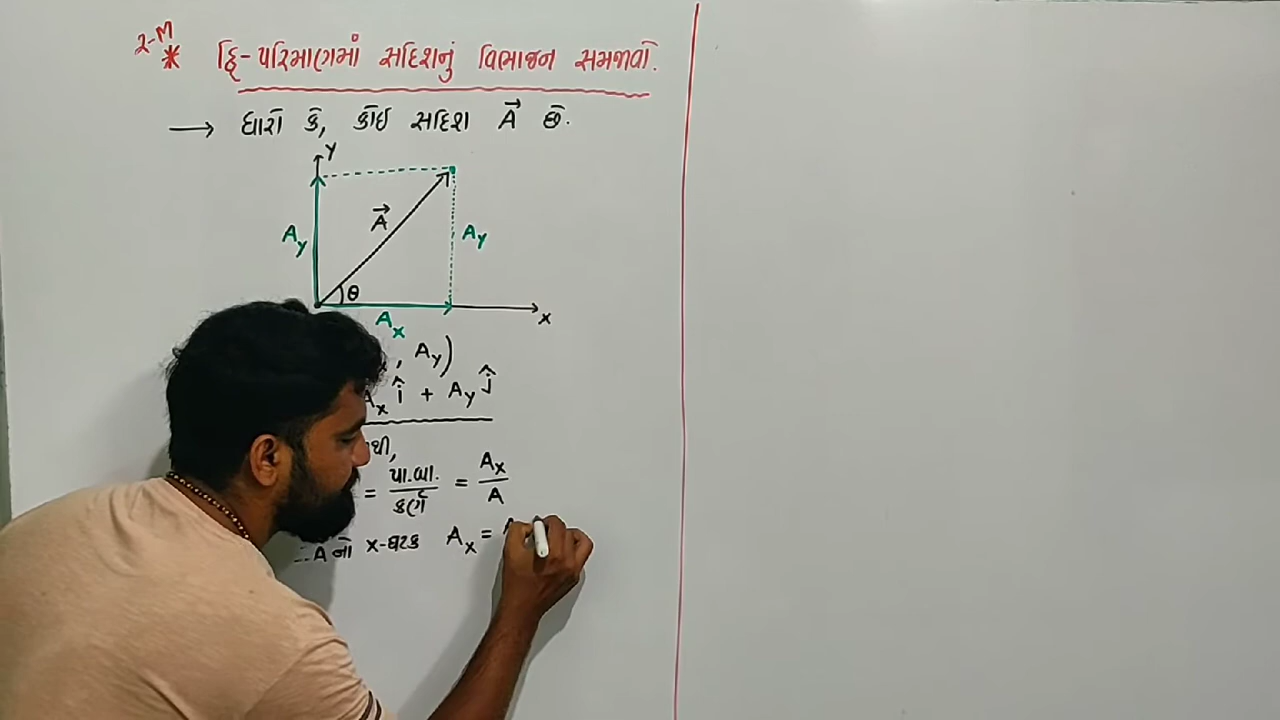 2-M
* દ્વિ-પરિમાણમાં સદિશનું વિભાજન સમજાવો.
→ ધારો કે, કોઈ સદિશ A⃗ છે.
Y
A⃗
Ay
Ay
θ
Ax
x
, Ay)
Ax î + Ay ĵ
થી,
= પા.બા./કર્ણ = Ax/A
∴ A નો x-ઘટક Ax =